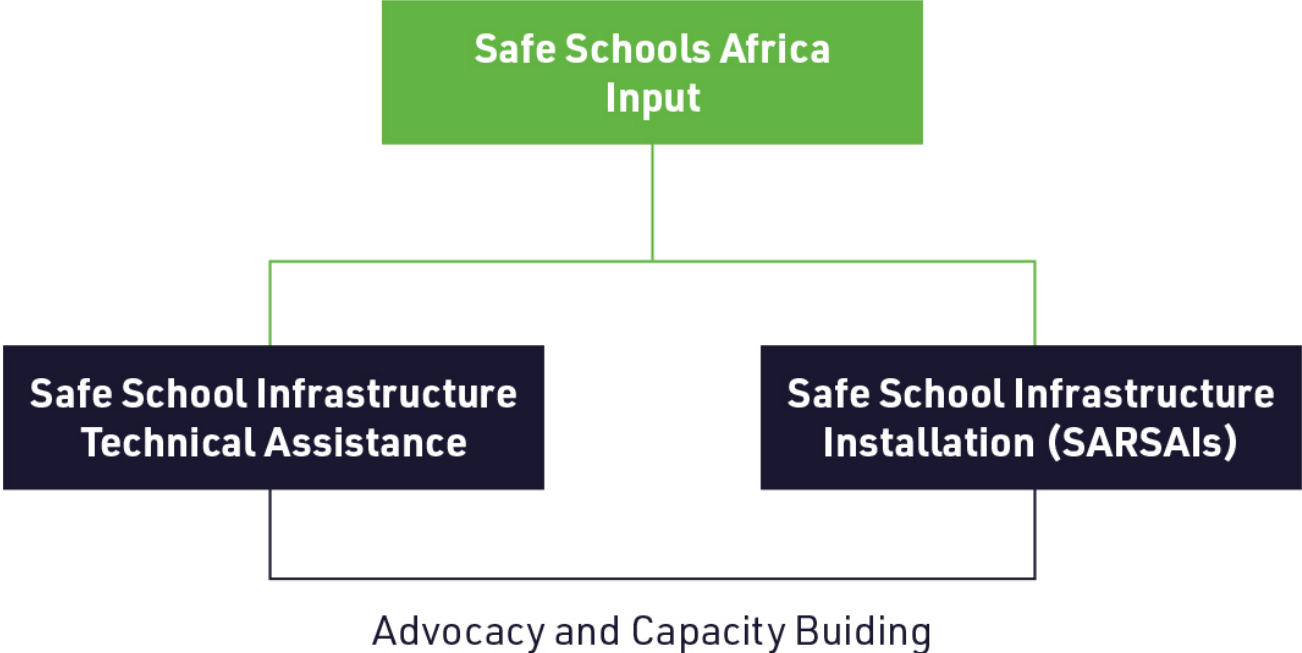 Safe Schools Africa
Input
Safe School Infrastructure
Technical Assistance
Safe School Infrastructure
Installation (SARSAIs)
Advocacy and Capacity Buiding